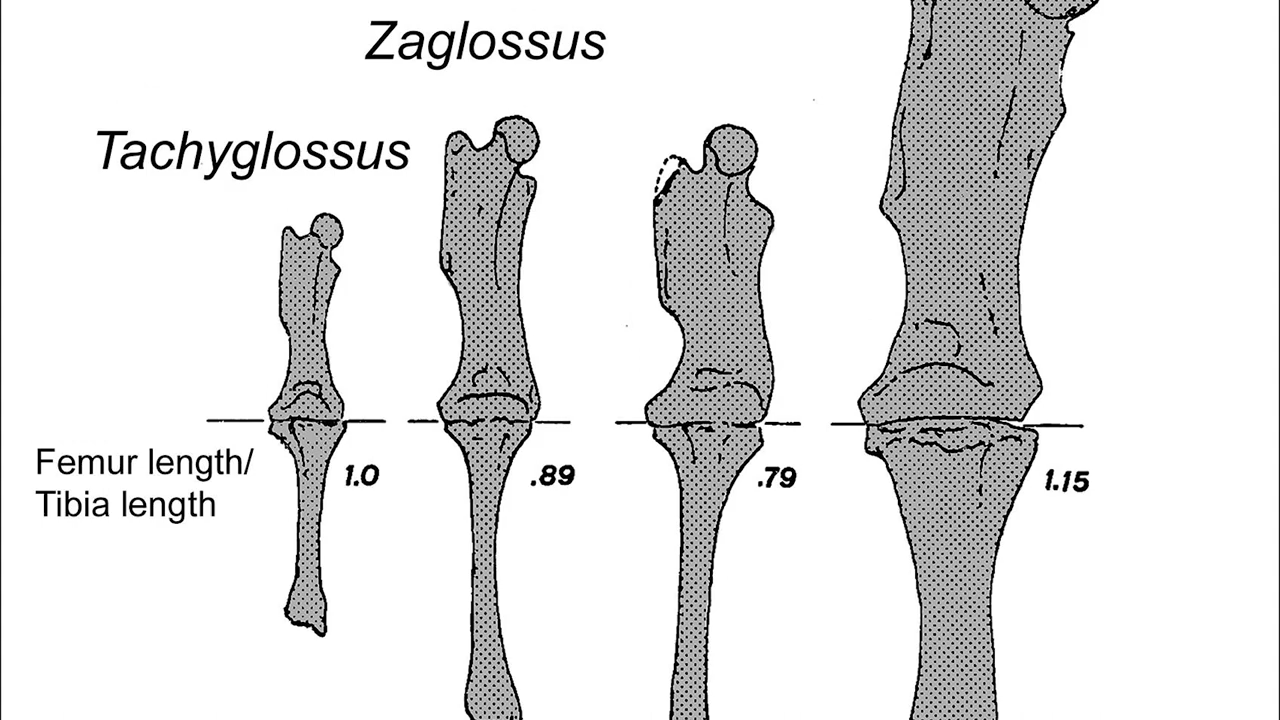 Zaglossus
Tachyglossus
Femur length/
Tibia length
1.0
.89
.79
1.15